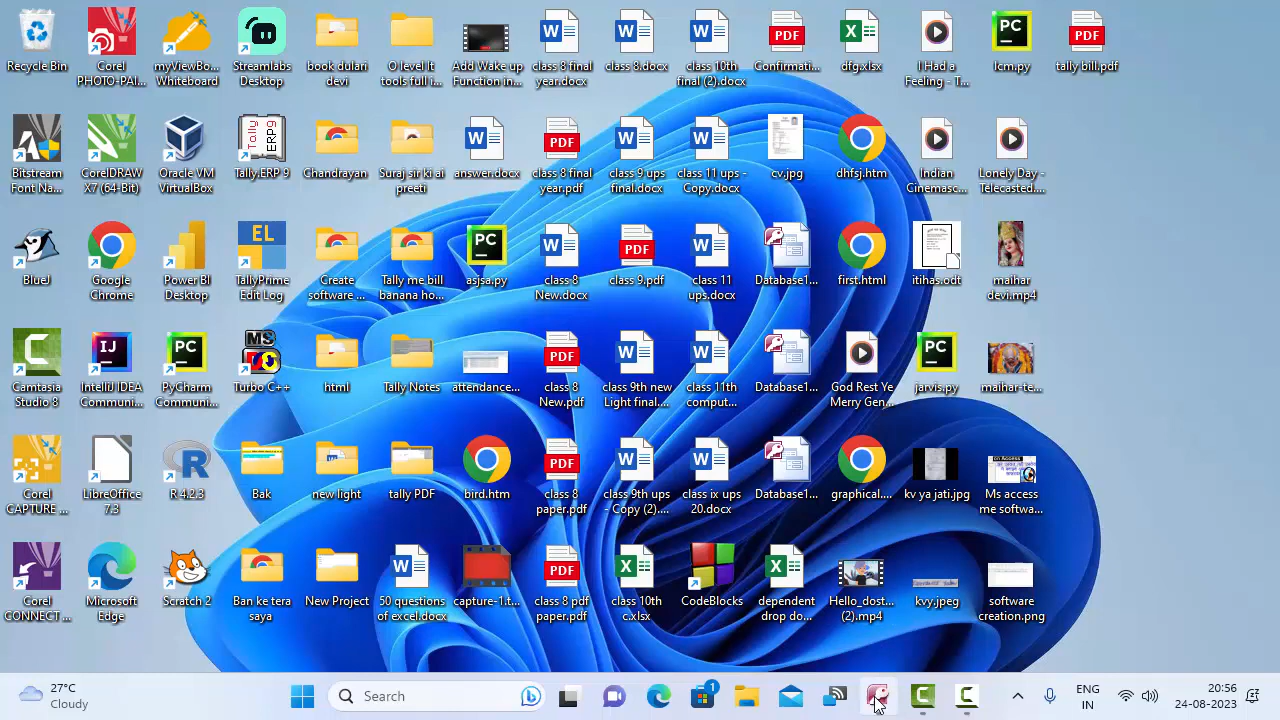 Recycle Bin
Corel
PHOTO-PAI...
myViewBo...
Whiteboard
Streamlabs
Desktop
book dulari
devi
O level It
tools full i...
Add Wake up
Function in...
class 8 final
year.docx
class 8.docx
class 10th
final (2).docx
Confirmati...
dfg.xlsx
I Had a
Feeling - T...
lcm.py
tally bill.pdf
Bitstream
Font Na...
CorelDRAW
X7 (64-Bit)
Oracle VM
VirtualBox
Tally.ERP 9
Chandrayan
Suraj sir ki ai
preeti
answer.docx
class 8 final
year.pdf
class 9 ups
final.docx
class 11 ups -
Copy.docx
cv.jpg
dhfsj.htm
Indian
Cinemasc...
Lonely Day -
Telecasted....
BlueJ
Google
Chrome
Power BI
Desktop
TallyPrime
Edit Log
Create
software ...
Tally me bill
banana ho...
asjsa.py
class 8
New.docx
class 9.pdf
class 11
ups.docx
Database1...
first.html
itihas.odt
maihar
devi.mp4
Camtasia
Studio 8
IntelliJ IDEA
Communi...
PyCharm
Communi...
Turbo C++
html
Tally Notes
attendance...
class 8
New.pdf
class 9th new
Light final....
class 11th
comput...
Database1...
God Rest Ye
Merry Gen...
jarvis.py
maihar-te...
Corel
CAPTURE ...
LibreOffice
7.3
R 4.2.3
Bak
new light
tally PDF
bird.htm
class 8
paper.pdf
class 9th ups
- Copy (2)....
class ix ups
20.docx
Database1...
graphical....
kv ya jati.jpg
Ms access
me softwa...
Corel
CONNECT ...
Microsoft
Edge
Scratch 2
Ban ke tera
saya
New Project
50 questions
of excel.docx
capture-1.t...
class 8 pdf
paper.pdf
class 10th
c.xlsx
CodeBlocks
dependent
drop do...
Hello_dost...
(2).mp4
kvy.jpeg
software
creation.png
27°C
Cloudy
Search
1
ENG
IN
20:56
24-08-2023